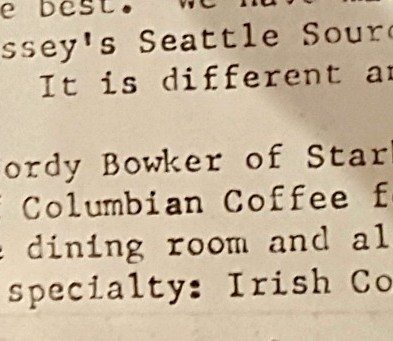 e best. We
ssey's Seattle Sour
It is different a
ordy Bowker of Star
Columbian Coffee f
dining room and al
specialty: Irish Co